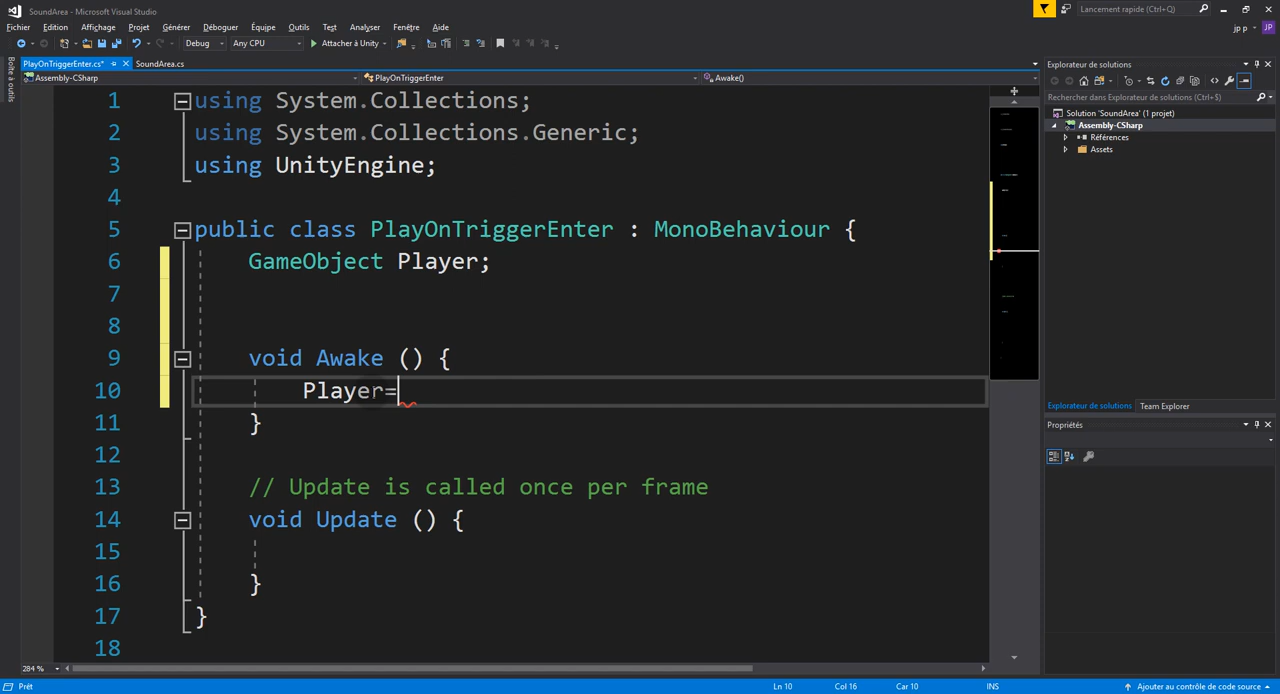 SoundArea - Microsoft Visual Studio
Lancement rapide (Ctrl+Q)
Fichier Edition Affichage Projet Générer Déboguer Équipe Outils Test Analyser Fenêtre Aide
jp p JP
Debug Any CPU Attacher à Unity
Boîte à outils
PlayOnTriggerEnter.cs* SoundArea.cs
Assembly-CSharp PlayOnTriggerEnter Awake()
1 using System.Collections;
2 using System.Collections.Generic;
3 using UnityEngine;
4
5 public class PlayOnTriggerEnter : MonoBehaviour {
6 GameObject Player;
7
8
9 void Awake () {
10 Player=
11 }
12
13 // Update is called once per frame
14 void Update () {
15
16 }
17 }
18
284 %
Explorateur de solutions
Rechercher dans Explorateur de solutions (Ctrl+$)
Solution 'SoundArea' (1 projet)
Assembly-CSharp
Références
Assets
Explorateur de solutions Team Explorer
Propriétés
Prêt Ln 10 Col 16 Car 10 INS Ajouter au contrôle de code source